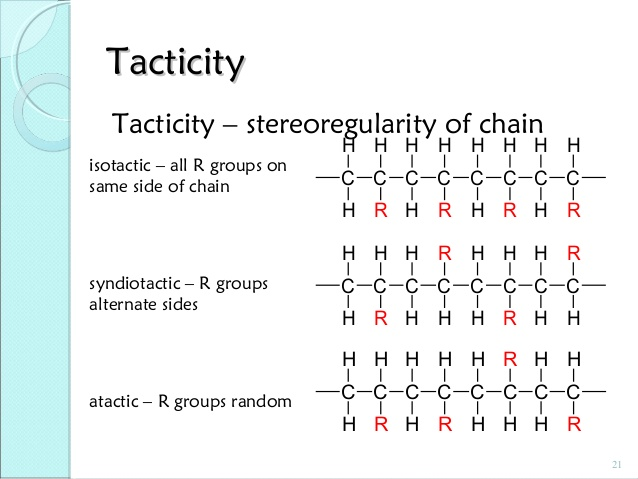 Tacticity
Tacticity – stereoregularity of chain
isotactic – all R groups on
same side of chain
H H H H H H H H
C C C C C C C C
H R H R H R H R
syndiotactic – R groups
alternate sides
H H H R H H H R
C C C C C C C C
H R H H H R H H
atactic – R groups random
H H H H H R H H
C C C C C C C C
H R H R H H H R
21